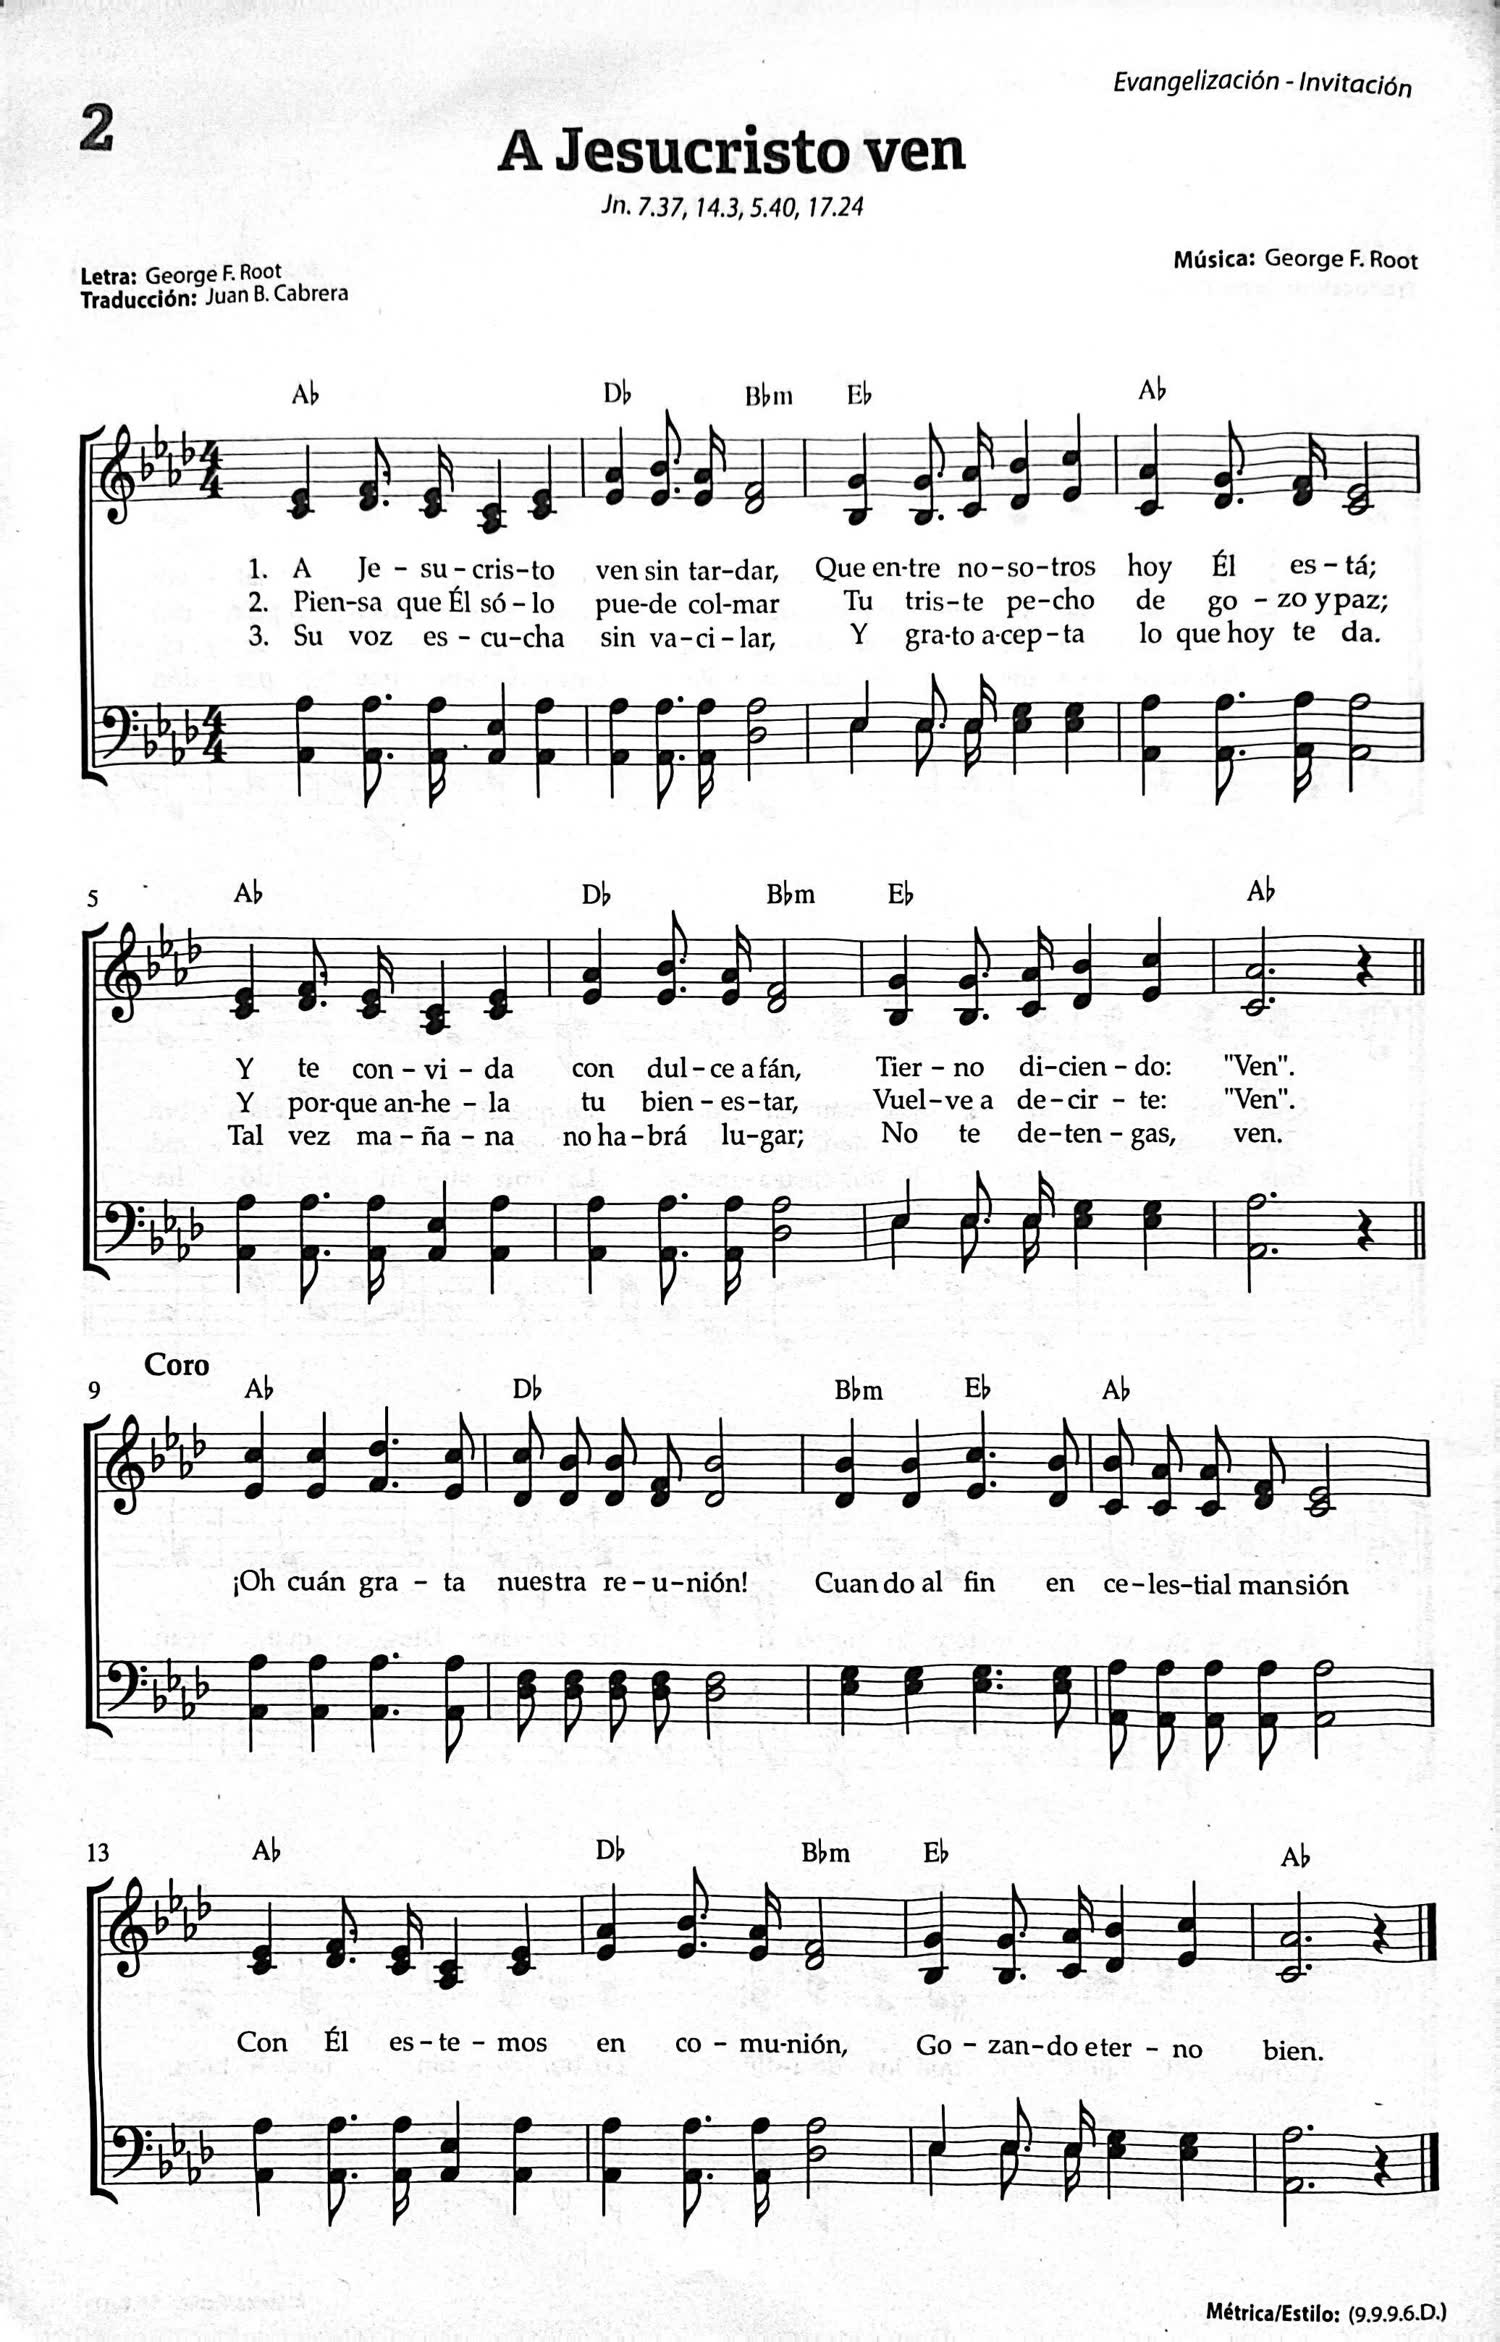 Evangelización - Invitación
2
A Jesucristo ven
Jn. 7.37, 14.3, 5.40, 17.24
Letra: George F. Root
Música: George F. Root
Traducción: Juan B. Cabrera
A♭ D♭ B♭m E♭ A♭
4
4
1. A Je - su - cris - to ven sin tar - dar, Que en - tre no - so - tros hoy Él es - tá;
2. Pien - sa que Él só - lo pue - de col - mar Tu tris - te pe - cho de go - zo y paz;
3. Su voz es - cu - cha sin va - ci - lar, Y gra - to a - cep - ta lo que hoy te da.
4
4
5 A♭ D♭ B♭m E♭ A♭
Y te con - vi - da con dul - ce a fán, Tier - no di - cien - do: "Ven".
Y por - que an - he - la tu bien - es - tar, Vuel - ve a de - cir - te: "Ven".
Tal vez ma - ña - na no ha - brá lu - gar; No te de - ten - gas, ven.
Coro
9 A♭ D♭ B♭m E♭ A♭
¡Oh cuán gra - ta nuestra re - u - nión! Cuan do al fin en ce - les - tial mansión
13 A♭ D♭ B♭m E♭ A♭
Con Él es - te - mos en co - mu - nión, Go - zan - do eter - no bien.
Métrica/Estilo: (9.9.9.6.D.)